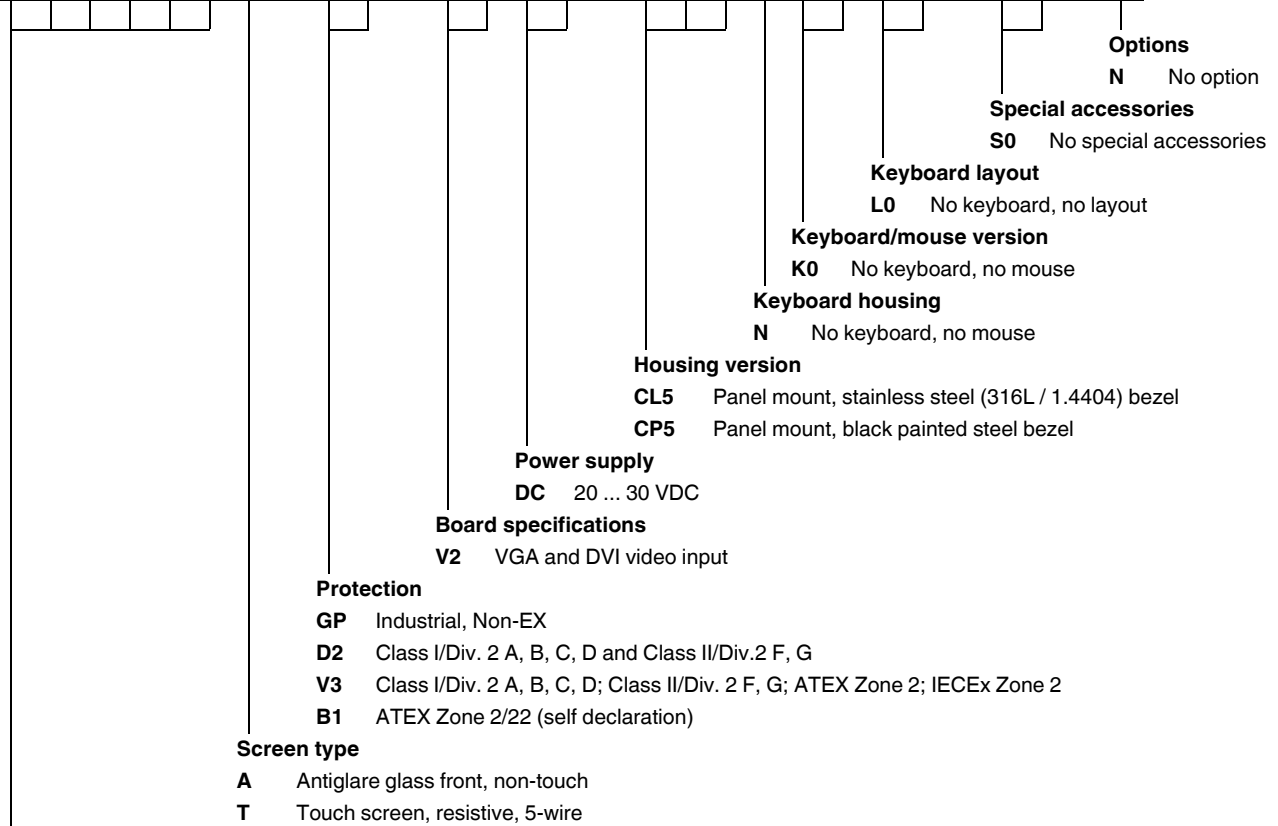 Options
N No option
Special accessories
S0 No special accessories
Keyboard layout
L0 No keyboard, no layout
Keyboard/mouse version
K0 No keyboard, no mouse
Keyboard housing
N No keyboard, no mouse
Housing version
CL5 Panel mount, stainless steel (316L / 1.4404) bezel
CP5 Panel mount, black painted steel bezel
Power supply
DC 20 ... 30 VDC
Board specifications
V2 VGA and DVI video input
Protection
GP Industrial, Non-EX
D2 Class I/Div. 2 A, B, C, D and Class II/Div.2 F, G
V3 Class I/Div. 2 A, B, C, D; Class II/Div. 2 F, G; ATEX Zone 2; IECEx Zone 2
B1 ATEX Zone 2/22 (self declaration)
Screen type
A Antiglare glass front, non-touch
T Touch screen, resistive, 5-wire